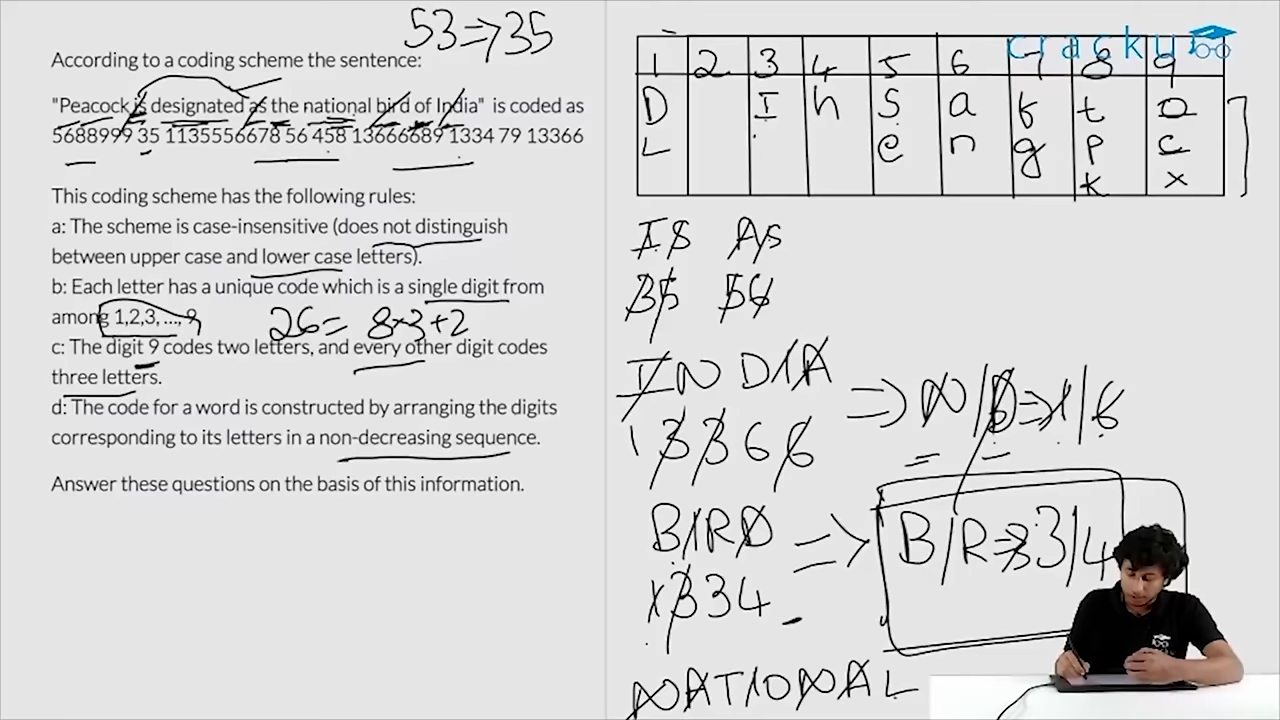 53 ⇒ 35
According to a coding scheme the sentence:
"Peacock is designated as the national bird of India" is coded as
5688999 35 1135556678 56 458 13666689 1334 79 13366
This coding scheme has the following rules:
a: The scheme is case-insensitive (does not distinguish
between upper case and lower case letters).
b: Each letter has a unique code which is a single digit from
among 1,2,3, ..., 9
26 = 8*3+2
c: The digit 9 codes two letters, and every other digit codes
three letters.
d: The code for a word is constructed by arranging the digits
corresponding to its letters in a non-decreasing sequence.
Answer these questions on the basis of this information.
cracku
1 2 3 4 5 6 7 8 9
D I h S a f t
L e n g p c
k x
IS AS
35 56
INDIA
13366
⇒ N/D ⇒ 1/6
BIRD
1334
⇒ B/R ⇒ 3/4
NATIONAL